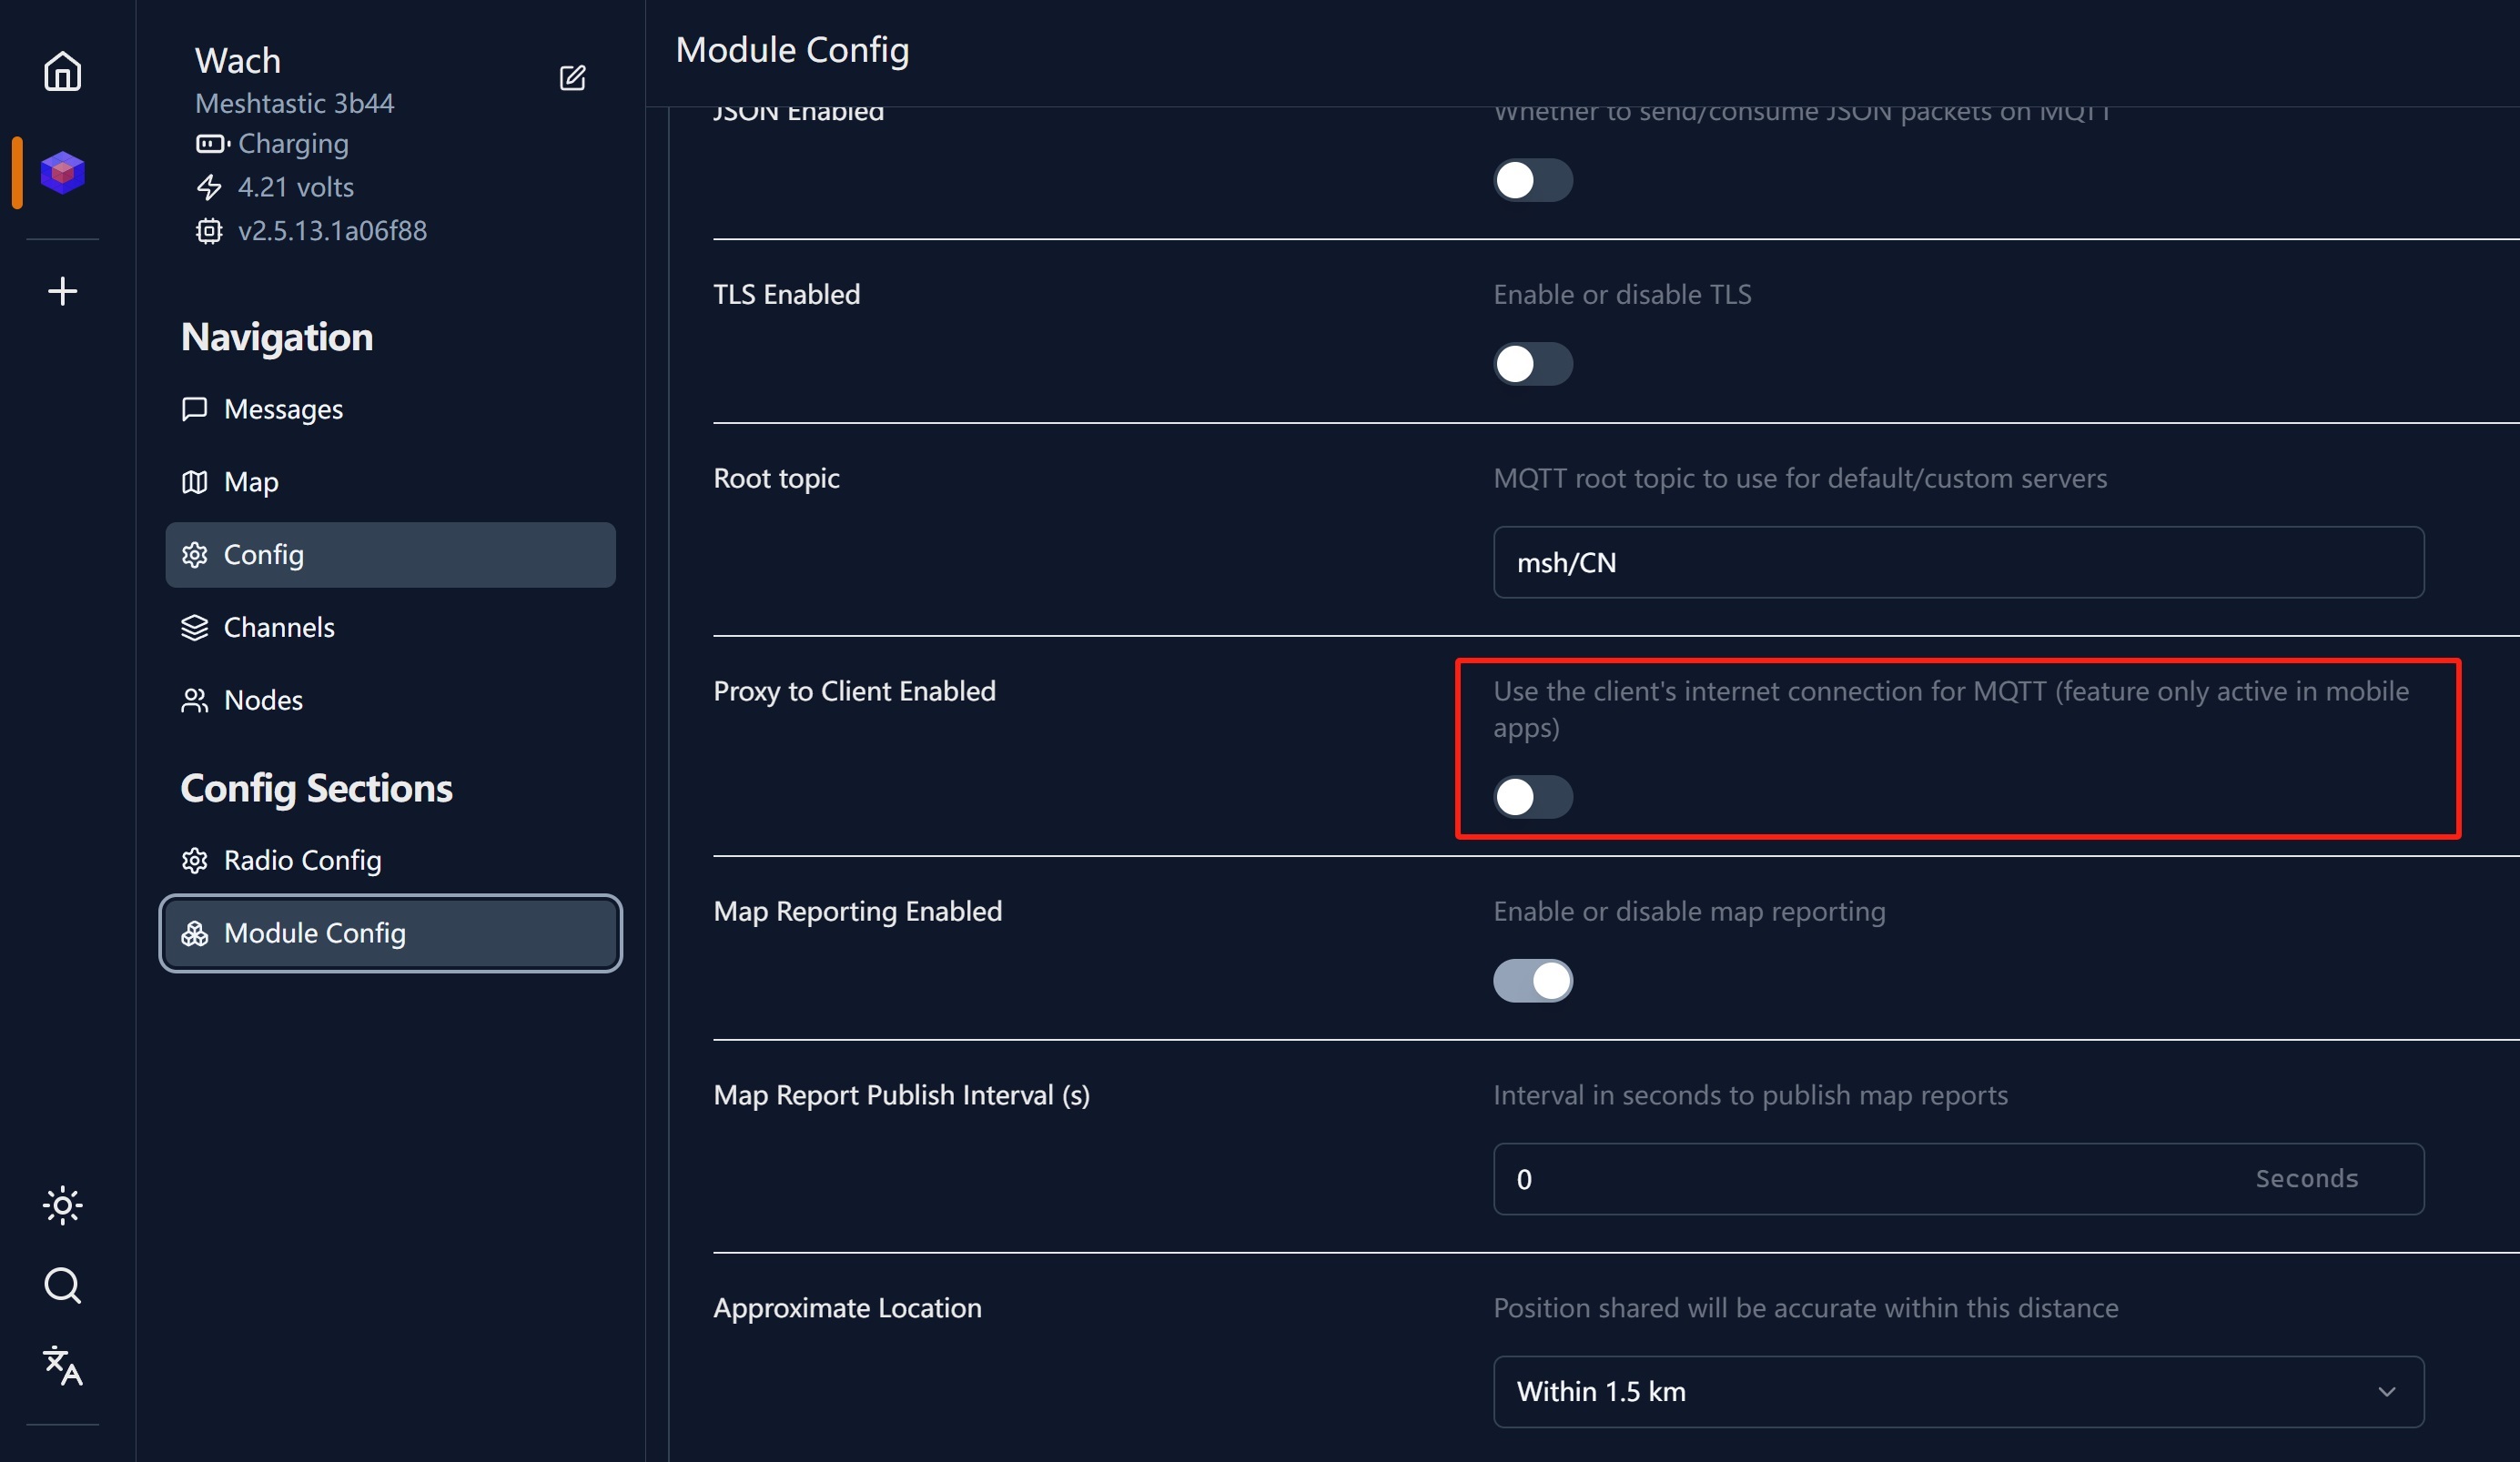 Wach
Meshtastic 3b44
Charging
4.21 volts
v2.5.13.1a06f88
Navigation
Messages
Map
Config
Channels
Nodes
Config Sections
Radio Config
Module Config
Module Config
JSON Enabled
Whether to send/consume JSON packets on MQTT
TLS Enabled
Enable or disable TLS
Root topic
MQTT root topic to use for default/custom servers
msh/CN
Proxy to Client Enabled
Use the client's internet connection for MQTT (feature only active in mobile
apps)
Map Reporting Enabled
Enable or disable map reporting
Map Report Publish Interval (s)
Interval in seconds to publish map reports
0
Seconds
Approximate Location
Position shared will be accurate within this distance
Within 1.5 km